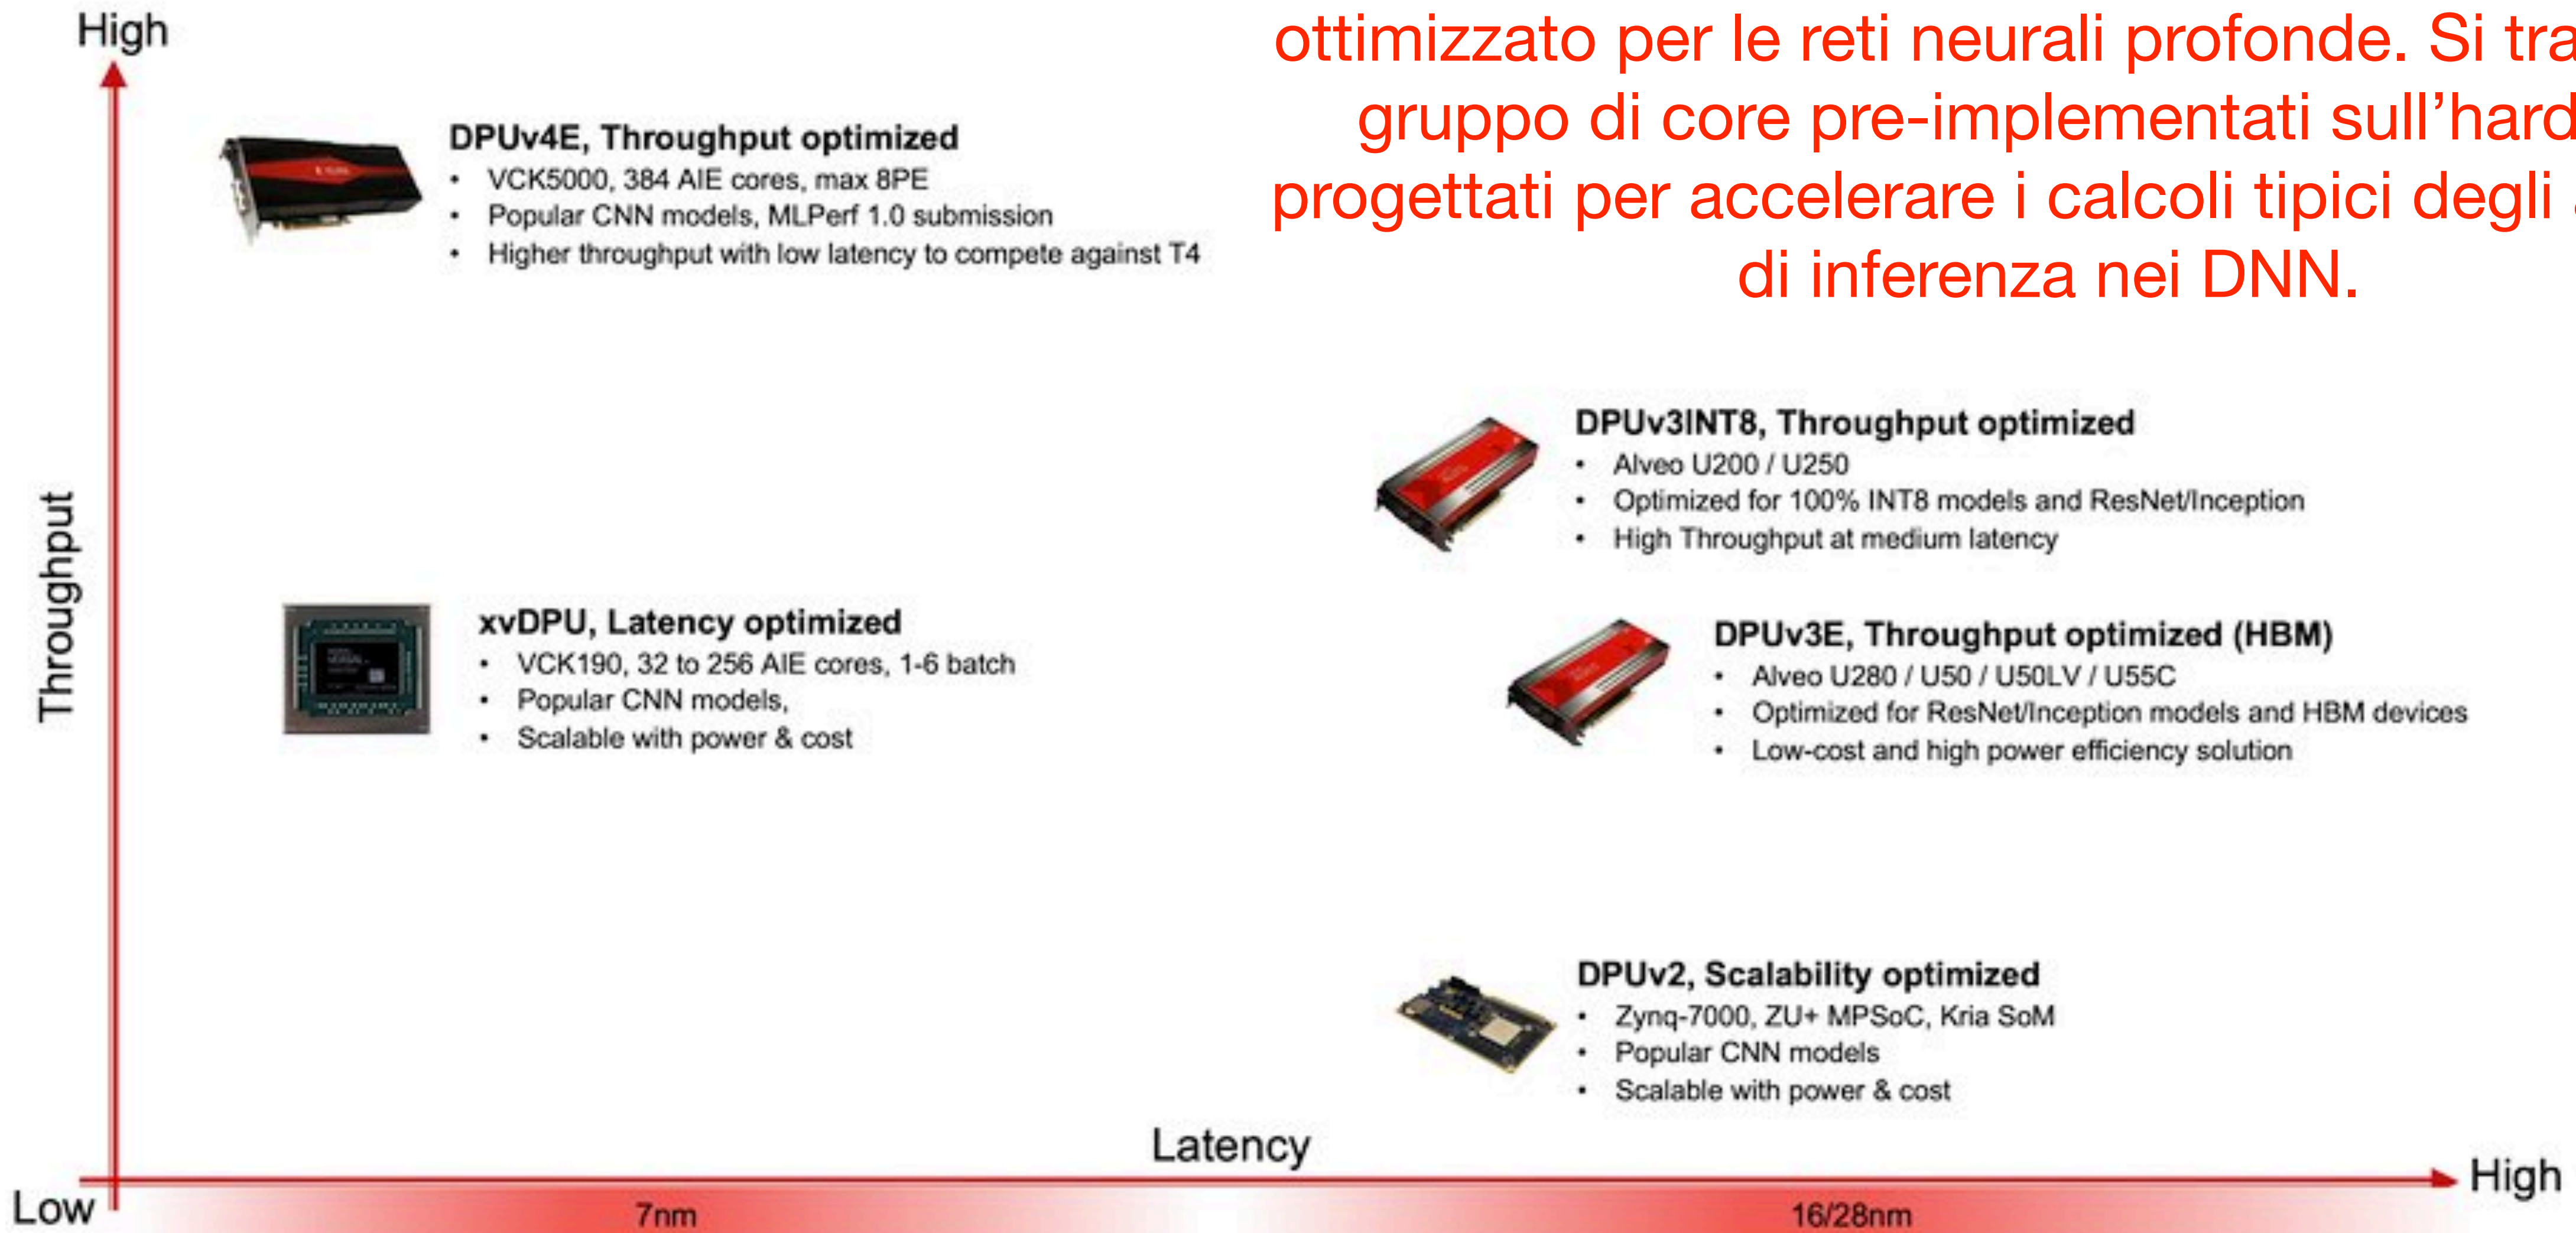 High
ottimizzato per le reti neurali profonde. Si tra
gruppo di core pre-implementati sull’hard
progettati per accelerare i calcoli tipici degli
di inferenza nei DNN.
DPUv4E, Throughput optimized
• VCK5000, 384 AIE cores, max 8PE
• Popular CNN models, MLPerf 1.0 submission
• Higher throughput with low latency to compete against T4
DPUv3INT8, Throughput optimized
• Alveo U200 / U250
• Optimized for 100% INT8 models and ResNet/Inception
• High Throughput at medium latency
Throughput
xvDPU, Latency optimized
• VCK190, 32 to 256 AIE cores, 1-6 batch
• Popular CNN models,
• Scalable with power & cost
DPUv3E, Throughput optimized (HBM)
• Alveo U280 / U50 / U50LV / U55C
• Optimized for ResNet/Inception models and HBM devices
• Low-cost and high power efficiency solution
DPUv2, Scalability optimized
• Zynq-7000, ZU+ MPSoC, Kria SoM
• Popular CNN models
• Scalable with power & cost
Latency
High
Low
7nm
16/28nm